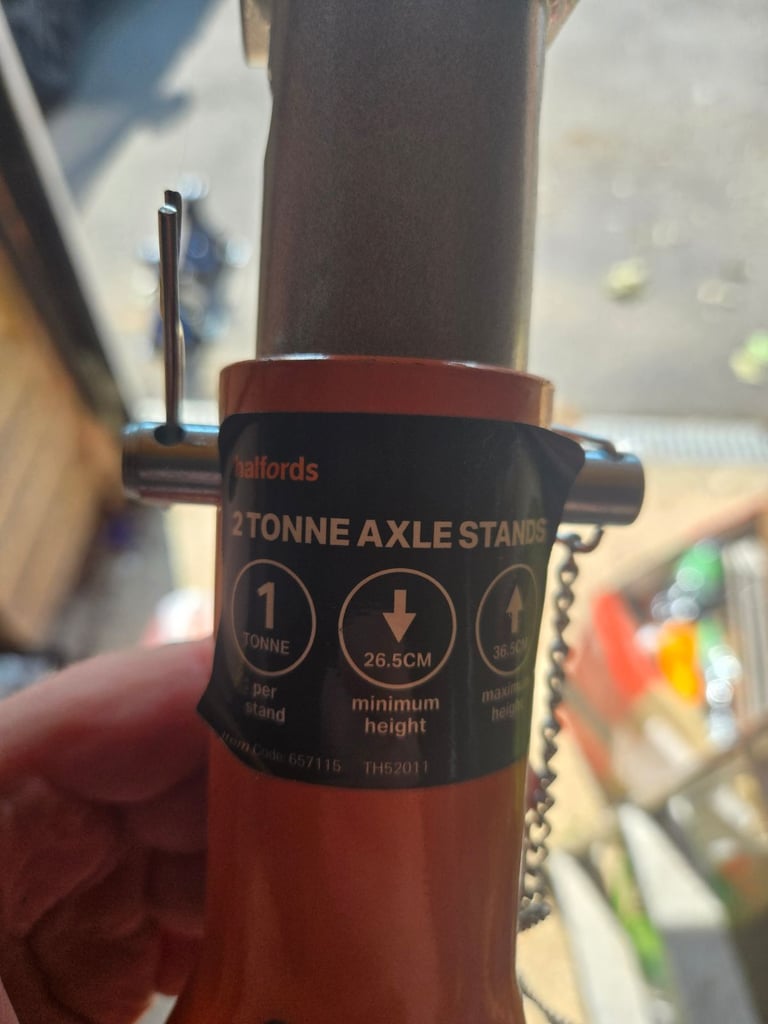 halfords
2 TONNE AXLE STANDS
1
TONNE
per
stand
26.5CM
minimum
height
36.5CM
maximum
height
Item Code: 657115 TH52011